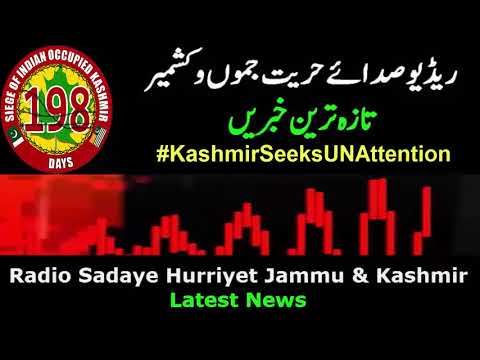 SIEGE OF INDIAN OCCUPIED KASHMIR
198
DAYS
ریڈیو صدائے حریت جموں و کشمیر
تازہ ترین خبریں
#KashmirSeeksUNAttention
Radio Sadaye Hurriyet Jammu & Kashmir
Latest News